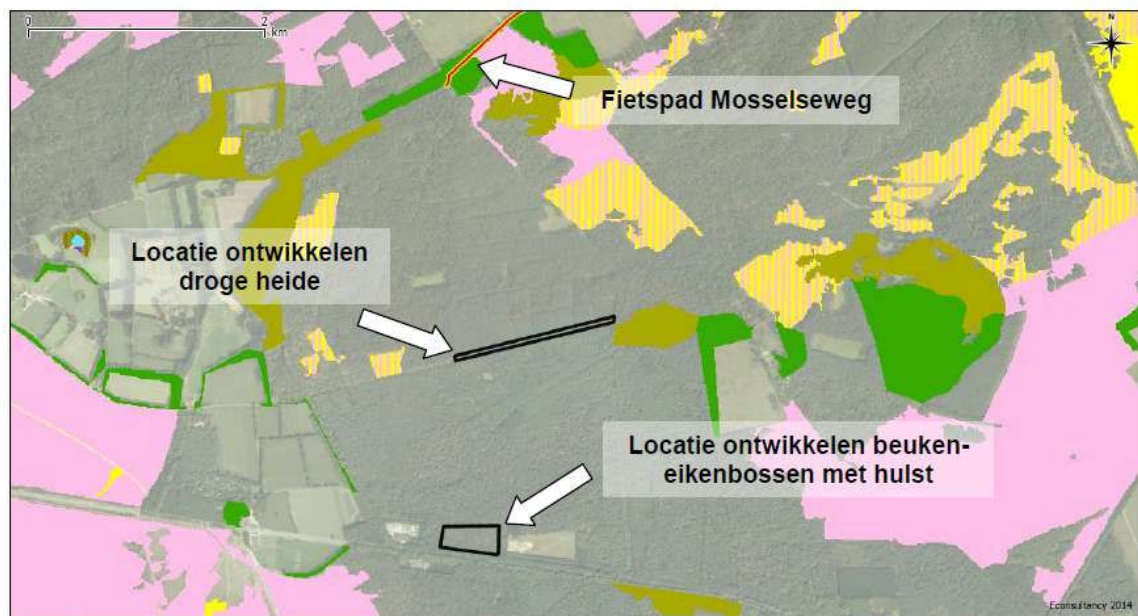 0
2
km
Fietspad Mosselseweg
Locatie ontwikkelen
droge heide
Locatie ontwikkelen beuken-
eikenbossen met hulst
Econsultancy 2014